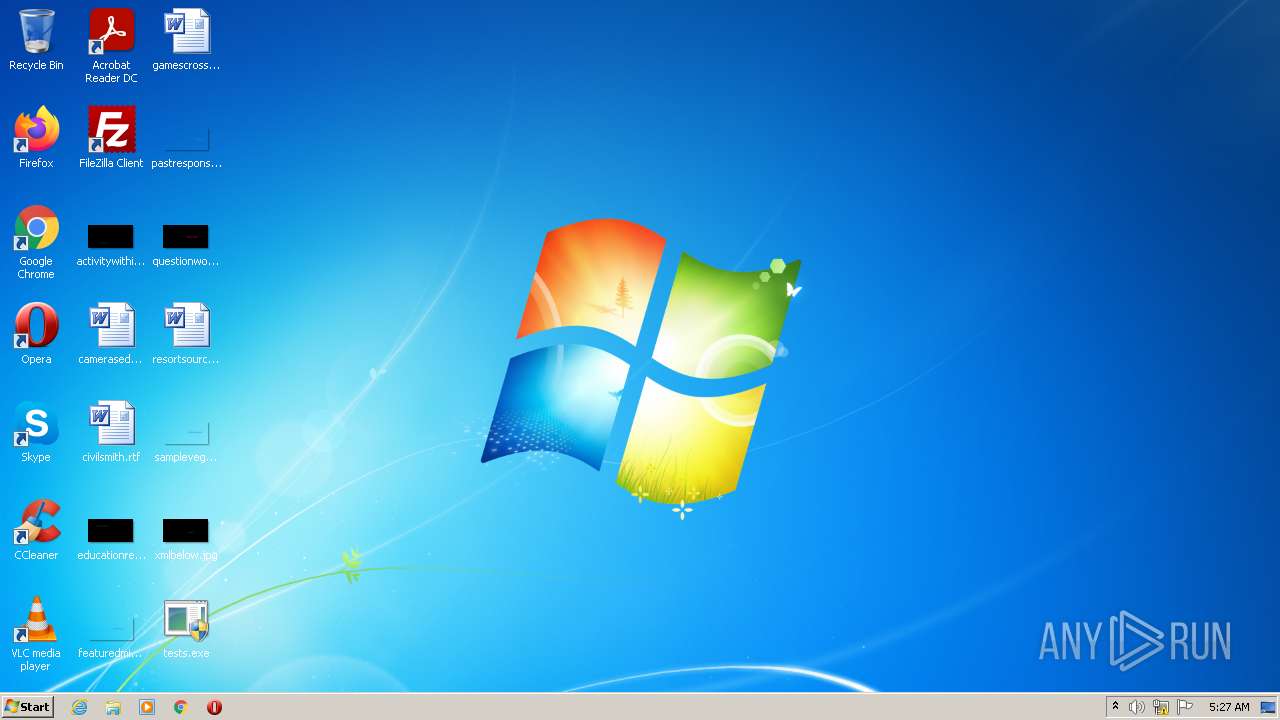 Recycle Bin
Acrobat
Reader DC
gamescross...
Firefox
FileZilla Client
pastrespons...
Google
Chrome
activitywithi...
questionwo...
Opera
camerased...
resortsourc...
Skype
civilsmith.rtf
sampleveg...
CCleaner
educationre...
xmlbelow.jpg
VLC media
player
featuredmi...
tests.exe
ANY RUN
Start
5:27 AM